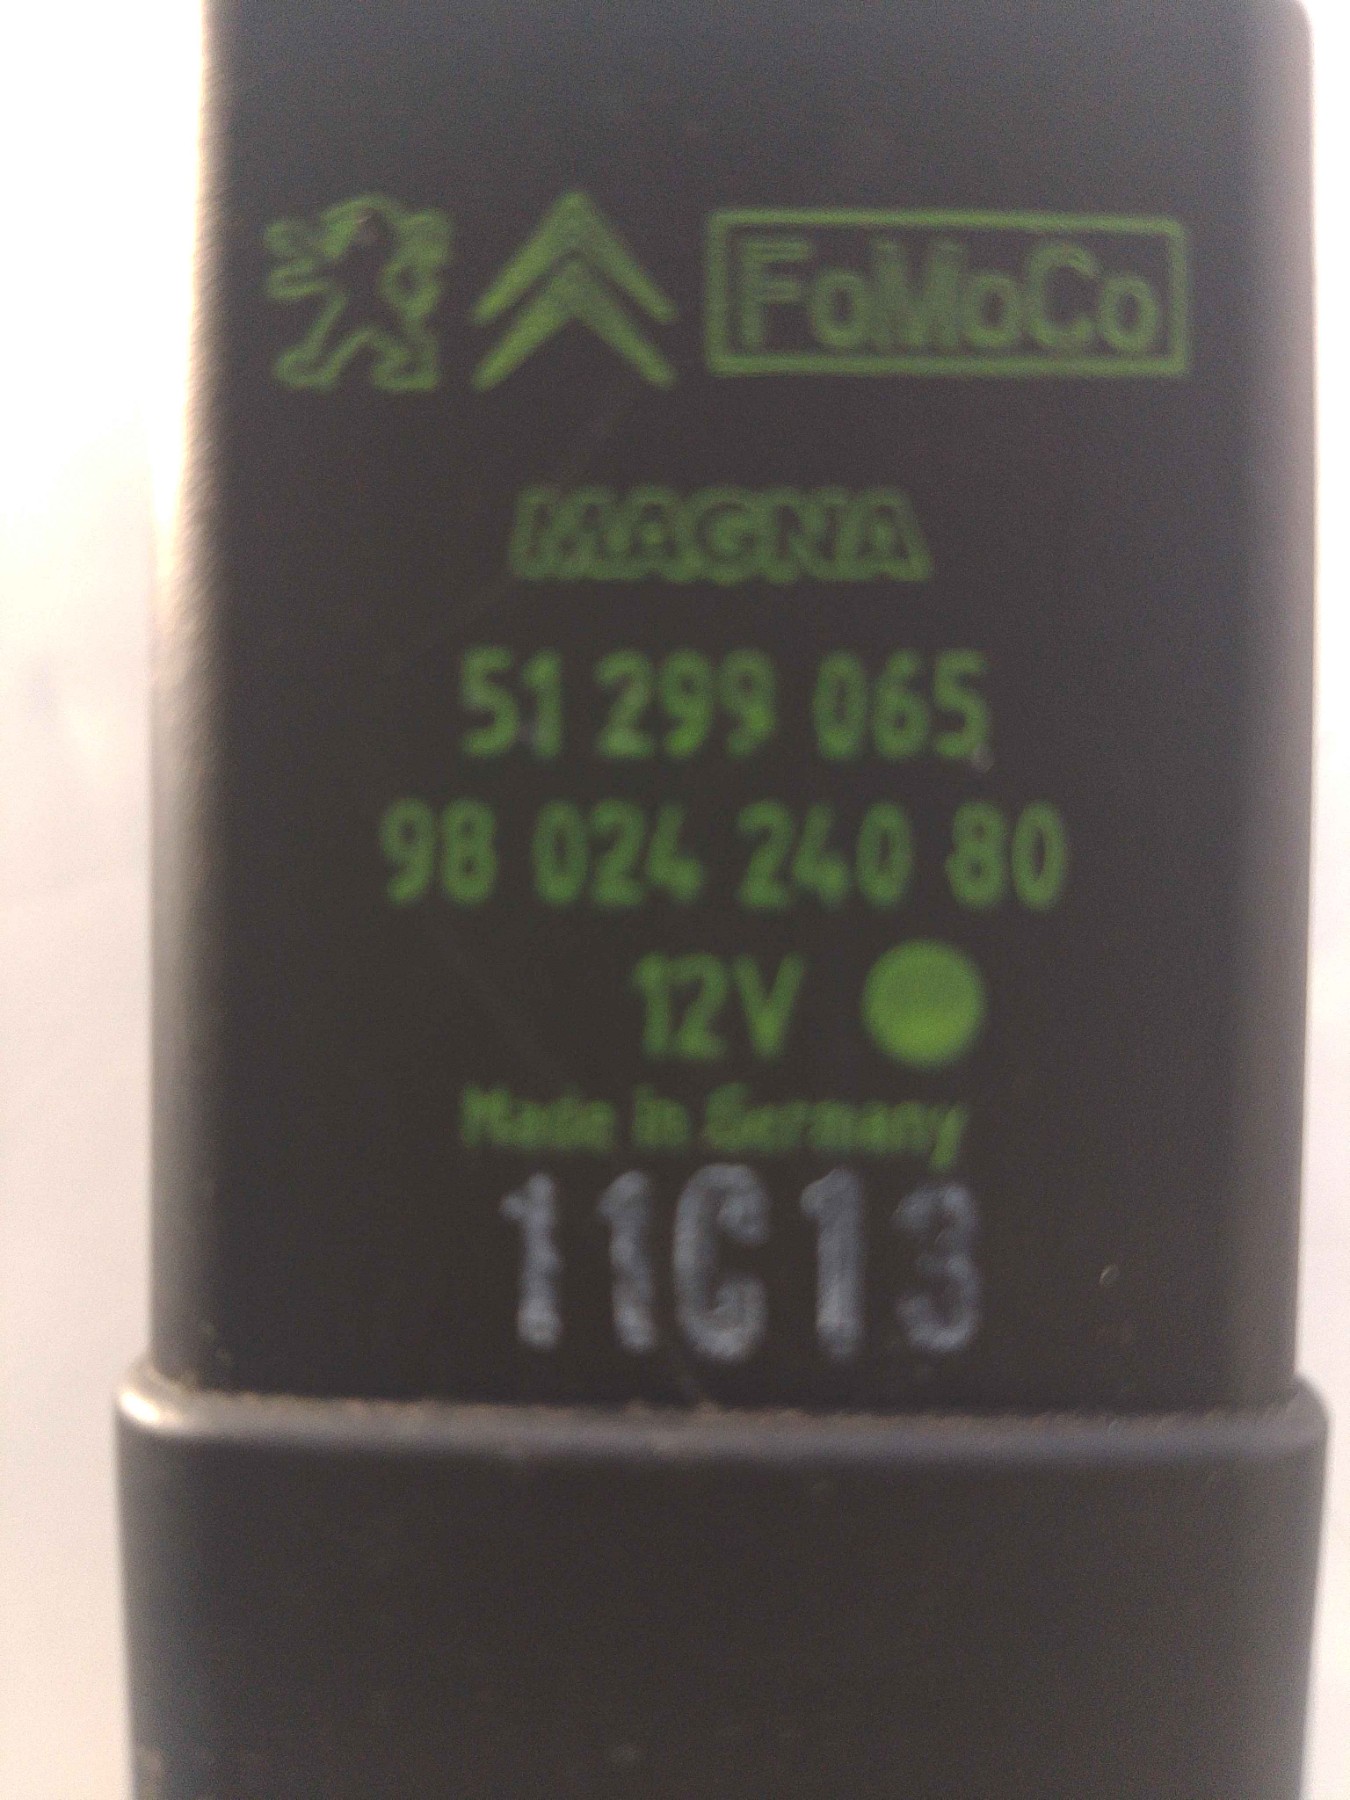 FoMoCo
MAGNA
51 299 065
98 024 240 80
12V
Made in Germany
11C13